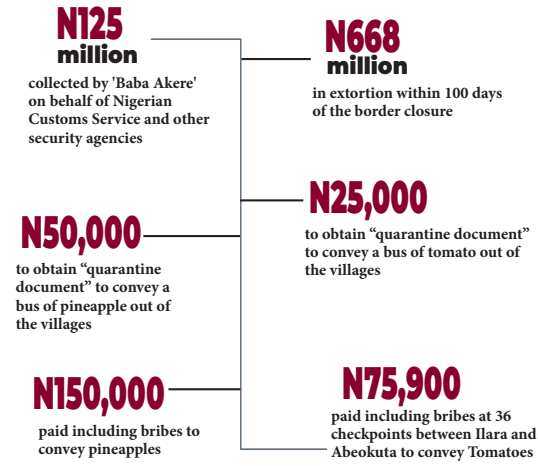 N125
million
collected by 'Baba Akere'
on behalf of Nigerian
Customs Service and other
security agencies
N668
million
in extortion within 100 days
of the border closure
N25,000
to obtain “quarantine document”
to convey a bus of tomato out of
the villages
N50,000
to obtain “quarantine
document” to convey a
bus of pineapple out of
the villages
N150,000
paid including bribes to
convey pineapples
N75,900
paid including bribes at 36
checkpoints between Ilara and
Abeokuta to convey Tomatoes